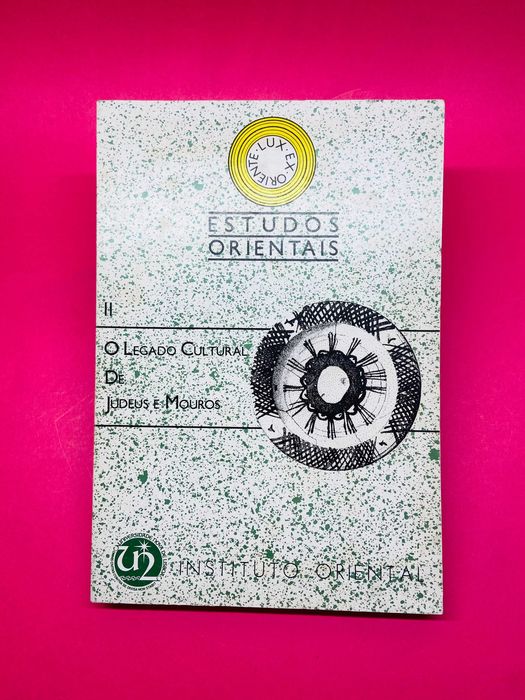 LUX·EX·ORIENTE·
ESTUDOS
ORIENTAIS
II
O LEGADO CULTURAL
DE
JUDEUS E MOUROS
INSTITUTO ORIENTAL